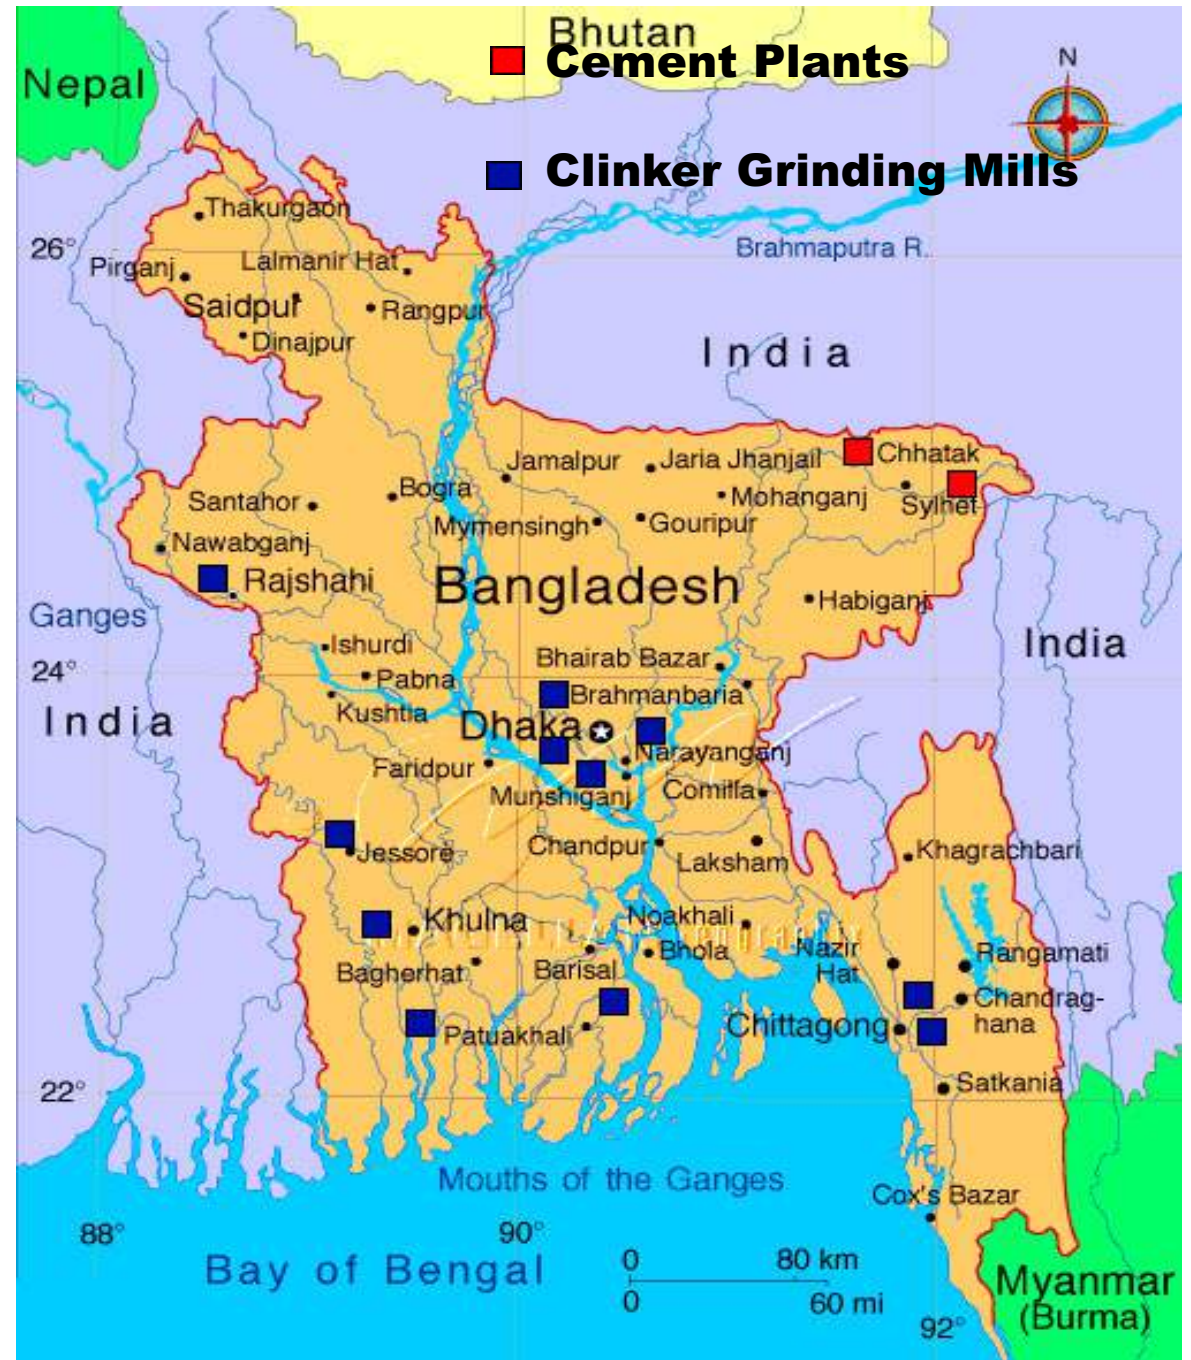 Bhutan
Cement Plants
Nepal
N
Clinker Grinding Mills
Thakurgaon
26°
Brahmaputra R.
Pirganj
Lalmanir Hat
Saidpur
Rangpur
Dinajpur
India
Jamalpur
Jaria Jhanjail
Chhatak
Santahor
Bogra
Mohanganj
Sylhet
Mymensingh
Gouripur
Nawabganj
Rajshahi
Bangladesh
Habiganj
Ganges
India
Ishurdi
Bhairab Bazar
24°
Pabna
Brahmanbaria
India
Kushtia
Dhaka
Narayanganj
Faridpur
Munshiganj
Comilla
Jessore
Chandpur
Laksham
Khagrachbari
Khulna
Noakhali
Nazir
Hat
Bhola
Rangamati
Bagherhat
Barisal
Chandrag-
hana
Patuakhali
Chittagong
22°
Satkania
Mouths of the Ganges
Cox's Bazar
88°
90°
Bay of Bengal
0 80 km
0 60 mi
92°
Myanmar
(Burma)